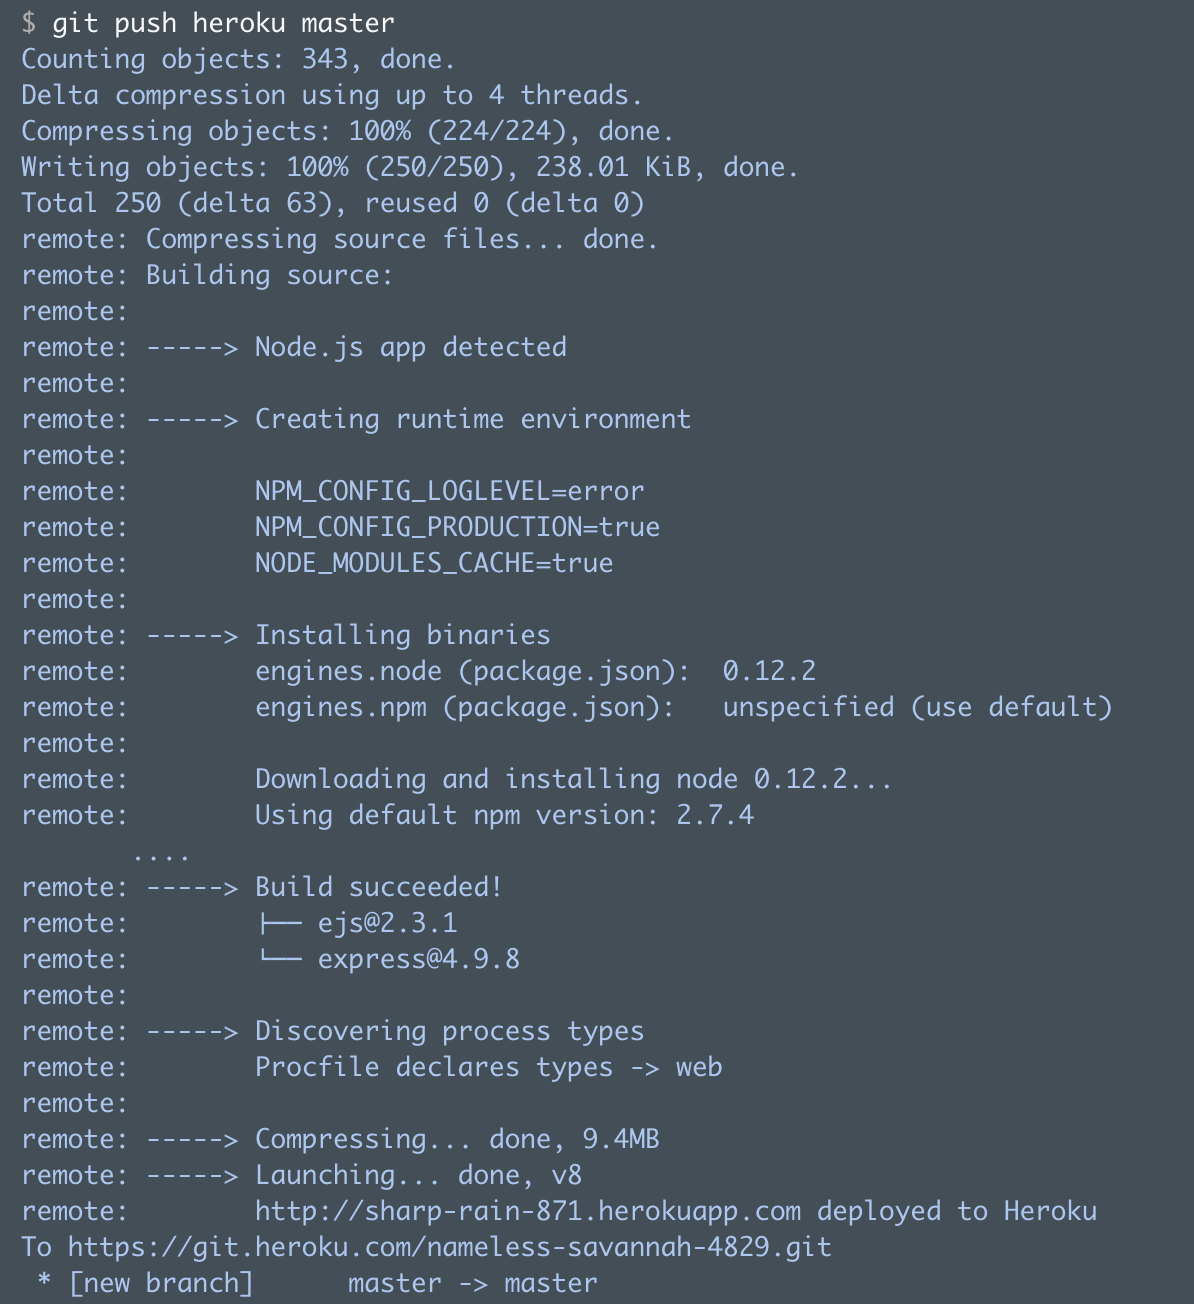 $ git push heroku master
Counting objects: 343, done.
Delta compression using up to 4 threads.
Compressing objects: 100% (224/224), done.
Writing objects: 100% (250/250), 238.01 KiB, done.
Total 250 (delta 63), reused 0 (delta 0)
remote: Compressing source files... done.
remote: Building source:
remote:
remote: -----> Node.js app detected
remote:
remote: -----> Creating runtime environment
remote:
remote:        NPM_CONFIG_LOGLEVEL=error
remote:        NPM_CONFIG_PRODUCTION=true
remote:        NODE_MODULES_CACHE=true
remote:
remote: -----> Installing binaries
remote:        engines.node (package.json):  0.12.2
remote:        engines.npm (package.json):   unspecified (use default)
remote:
remote:        Downloading and installing node 0.12.2...
remote:        Using default npm version: 2.7.4
       ....
remote: -----> Build succeeded!
remote:        ├── ejs@2.3.1
remote:        └── express@4.9.8
remote:
remote: -----> Discovering process types
remote:        Procfile declares types -> web
remote:
remote: -----> Compressing... done, 9.4MB
remote: -----> Launching... done, v8
remote:        http://sharp-rain-871.herokuapp.com deployed to Heroku
To https://git.heroku.com/nameless-savannah-4829.git
 * [new branch]      master -> master